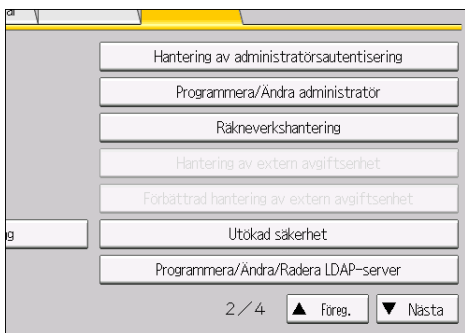 Hantering av administratörsautentisering
Programmera/Ändra administratör
Räkneverkshantering
Hantering av extern avgiftsenhet
Förbättrad hantering av extern avgiftsenhet
Utökad säkerhet
Programmera/Ändra/Radera LDAP-server
2/4 ▲ Föreg. ▼ Nästa